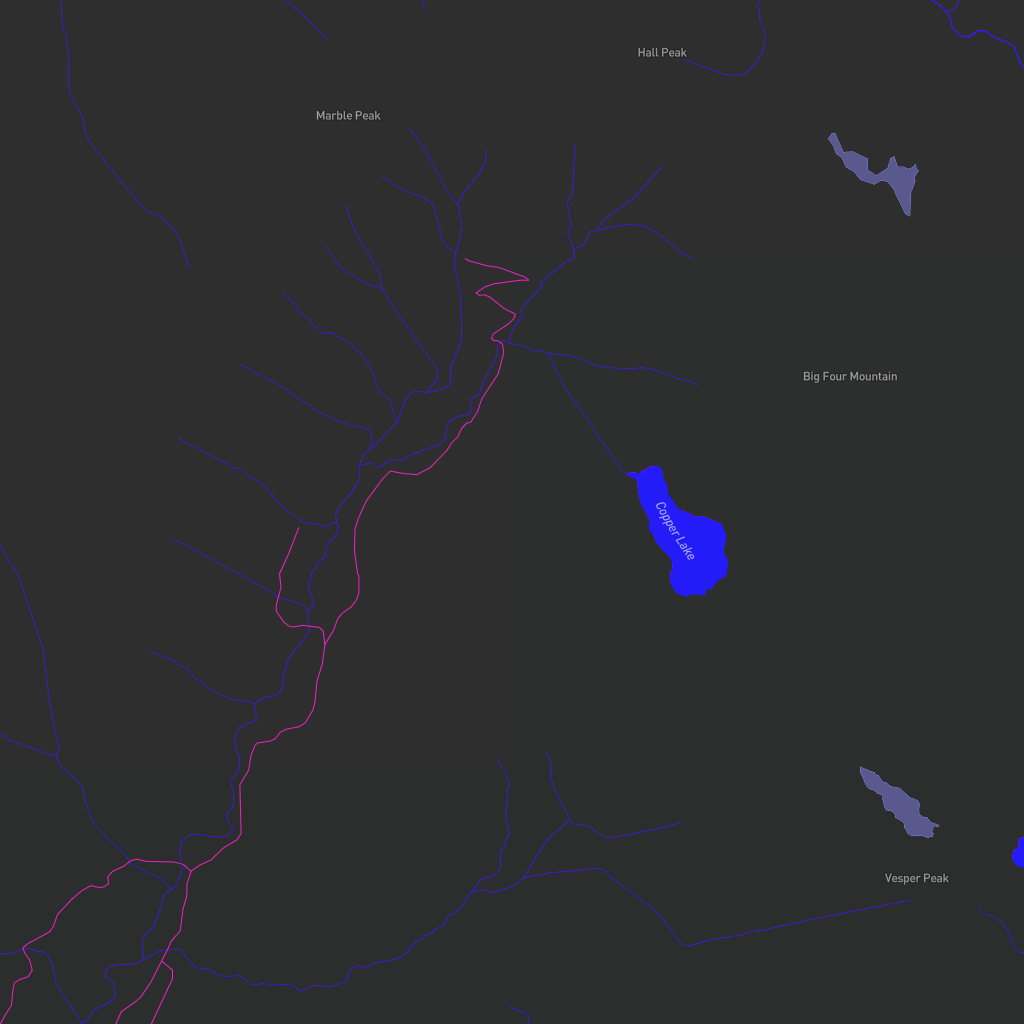 Hall Peak
Marble Peak
Big Four Mountain
Copper Lake
Vesper Peak